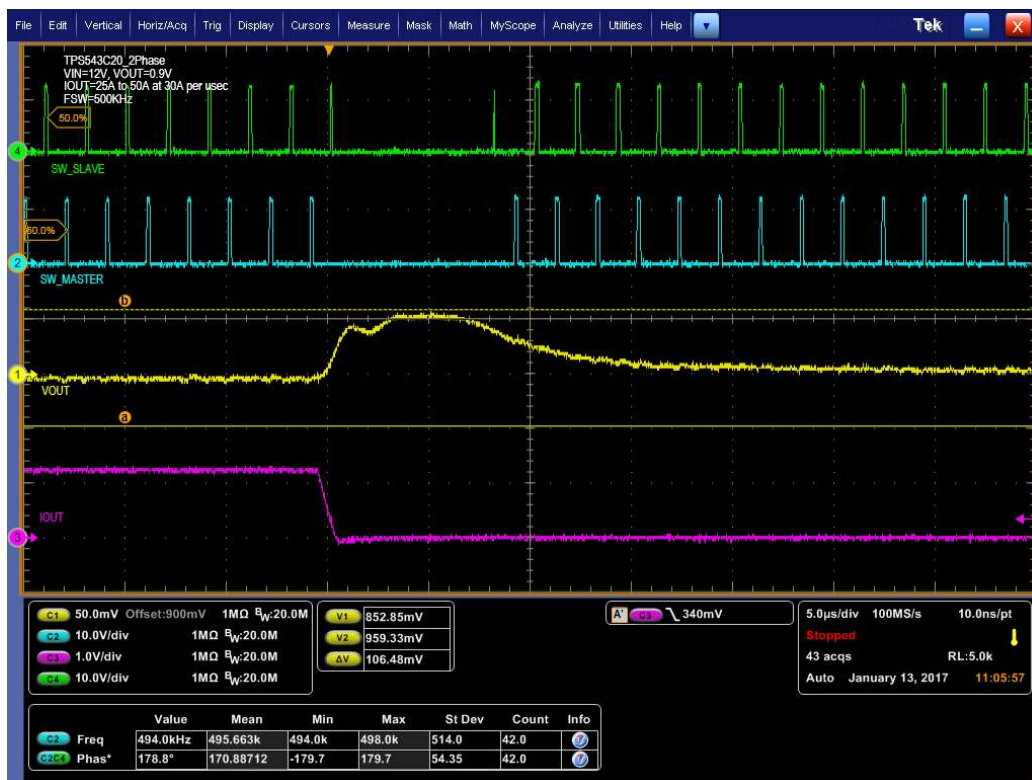 File Edit Vertical Horiz/Acq Trig Display Cursors Measure Mask Math MyScope Analyze Utilities Help Tek X
TPS543C20_2Phase
VIN=12V, VOUT=0.9V
IOUT=25A to 50A at 30A per usec
FSW=500KHz
50.0%
4
SW_SLAVE
50.0%
2
SW_MASTER
b
1
VOUT
a
IOUT
3
C1 50.0mV Offset:900mV 1MΩ BW:20.0M
C2 10.0V/div 1MΩ BW:20.0M
C3 1.0V/div 1MΩ BW:20.0M
C4 10.0V/div 1MΩ BW:20.0M
V1 852.85mV
V2 959.33mV
ΔV 106.48mV
A' C3 340mV
5.0µs/div 100MS/s 10.0ns/pt
Stopped
43 acqs RL:5.0k
Auto January 13, 2017 11:05:57
Value Mean Min Max St Dev Count Info
C2 Freq 494.0kHz 495.663k 494.0k 498.0k 514.0 42.0
C2C4 Phas* 178.8° 170.88712 -179.7 179.7 54.35 42.0